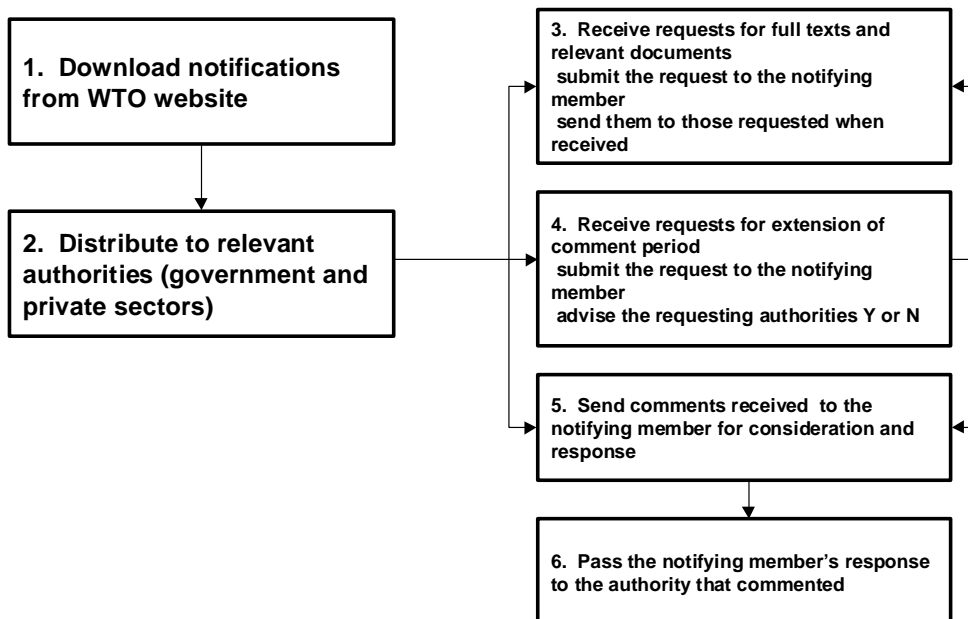 1. Download notifications
from WTO website
2. Distribute to relevant
authorities (government and
private sectors)
3. Receive requests for full texts and
relevant documents
submit the request to the notifying
member
send them to those requested when
received
4. Receive requests for extension of
comment period
submit the request to the notifying
member
advise the requesting authorities Y or N
5. Send comments received to the
notifying member for consideration and
response
6. Pass the notifying member's response
to the authority that commented